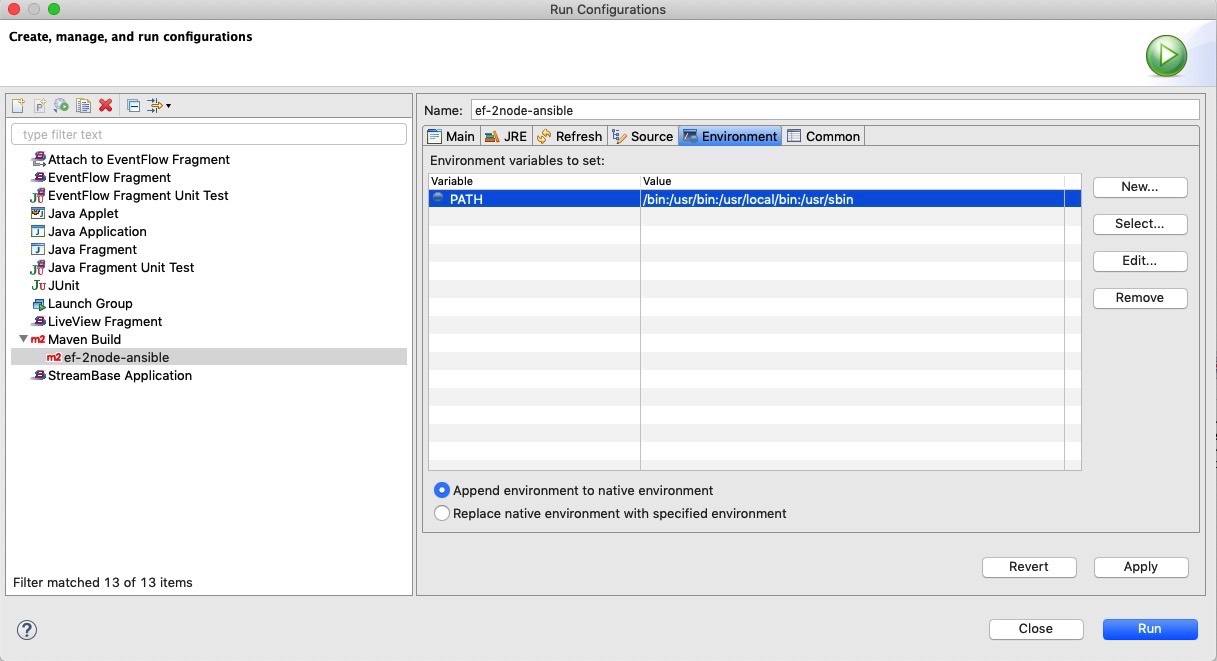 Run Configurations
Create, manage, and run configurations
type filter text
Attach to EventFlow Fragment
EventFlow Fragment
EventFlow Fragment Unit Test
Java Applet
Java Application
Java Fragment
Java Fragment Unit Test
Ju JUnit
Launch Group
LiveView Fragment
m2 Maven Build
m2 ef-2node-ansible
StreamBase Application
Filter matched 13 of 13 items
Name: ef-2node-ansible
Main JRE Refresh Source Environment Common
Environment variables to set:
Variable Value
PATH /bin:/usr/bin:/usr/local/bin:/usr/sbin
New...
Select...
Edit...
Remove
Append environment to native environment
Replace native environment with specified environment
Revert Apply
? Close Run